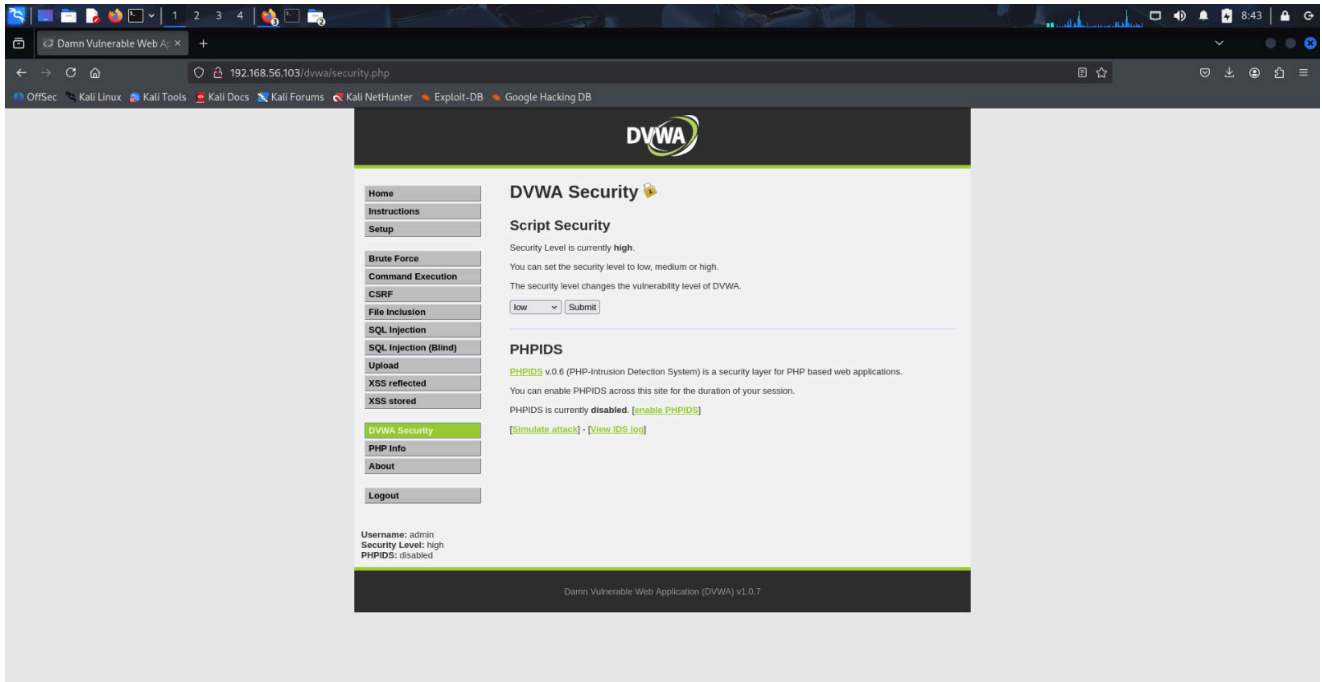 1 2 3 4
8:43
Damn Vulnerable Web Ap
192.168.56.103/dvwa/security.php
OffSec Kali Linux Kali Tools Kali Docs Kali Forums Kali NetHunter Exploit-DB Google Hacking DB
DVWA
Home
Instructions
Setup
Brute Force
Command Execution
CSRF
File Inclusion
SQL Injection
SQL Injection (Blind)
Upload
XSS reflected
XSS stored
DVWA Security
PHP Info
About
Logout
Username: admin
Security Level: high
PHPIDS: disabled
DVWA Security
Script Security
Security Level is currently high.
You can set the security level to low, medium or high.
The security level changes the vulnerability level of DVWA.
low Submit
PHPIDS
PHPIDS v.0.6 (PHP-Intrusion Detection System) is a security layer for PHP based web applications.
You can enable PHPIDS across this site for the duration of your session.
PHPIDS is currently disabled. [enable PHPIDS]
[Simulate attack] - [View IDS log]
Damn Vulnerable Web Application (DVWA) v1.0.7